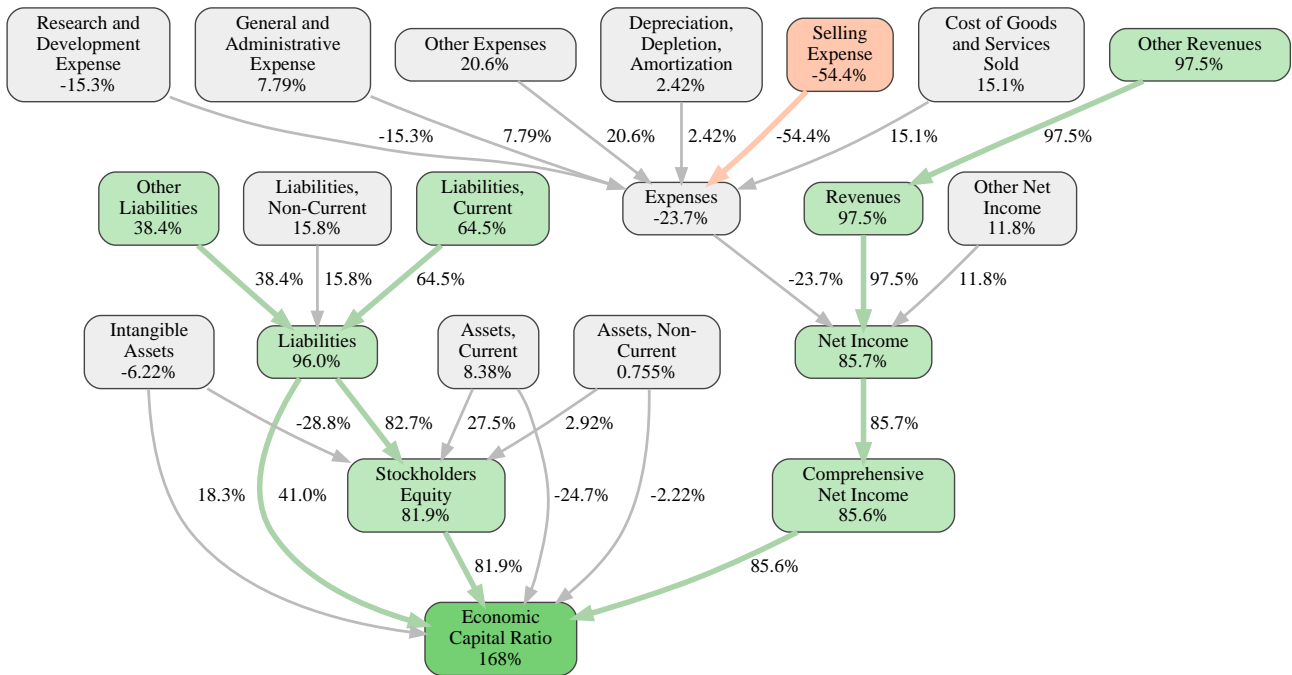 Research and
Development
Expense
-15.3%
General and
Administrative
Expense
7.79%
Other Expenses
20.6%
Depreciation,
Depletion,
Amortization
2.42%
Selling
Expense
-54.4%
Cost of Goods
and Services
Sold
15.1%
Other Revenues
97.5%
-15.3%
7.79%
20.6%
2.42%
-54.4%
15.1%
97.5%
Other
Liabilities
38.4%
Liabilities,
Non-Current
15.8%
Liabilities,
Current
64.5%
Expenses
-23.7%
Revenues
97.5%
Other Net
Income
11.8%
38.4%
15.8%
64.5%
-23.7%
97.5%
11.8%
Intangible
Assets
-6.22%
Liabilities
96.0%
Assets,
Current
8.38%
Assets, Non-
Current
0.755%
Net Income
85.7%
-28.8%
82.7%
27.5%
2.92%
85.7%
18.3%
41.0%
Stockholders
Equity
81.9%
-24.7%
-2.22%
Comprehensive
Net Income
85.6%
81.9%
85.6%
Economic
Capital Ratio
168%